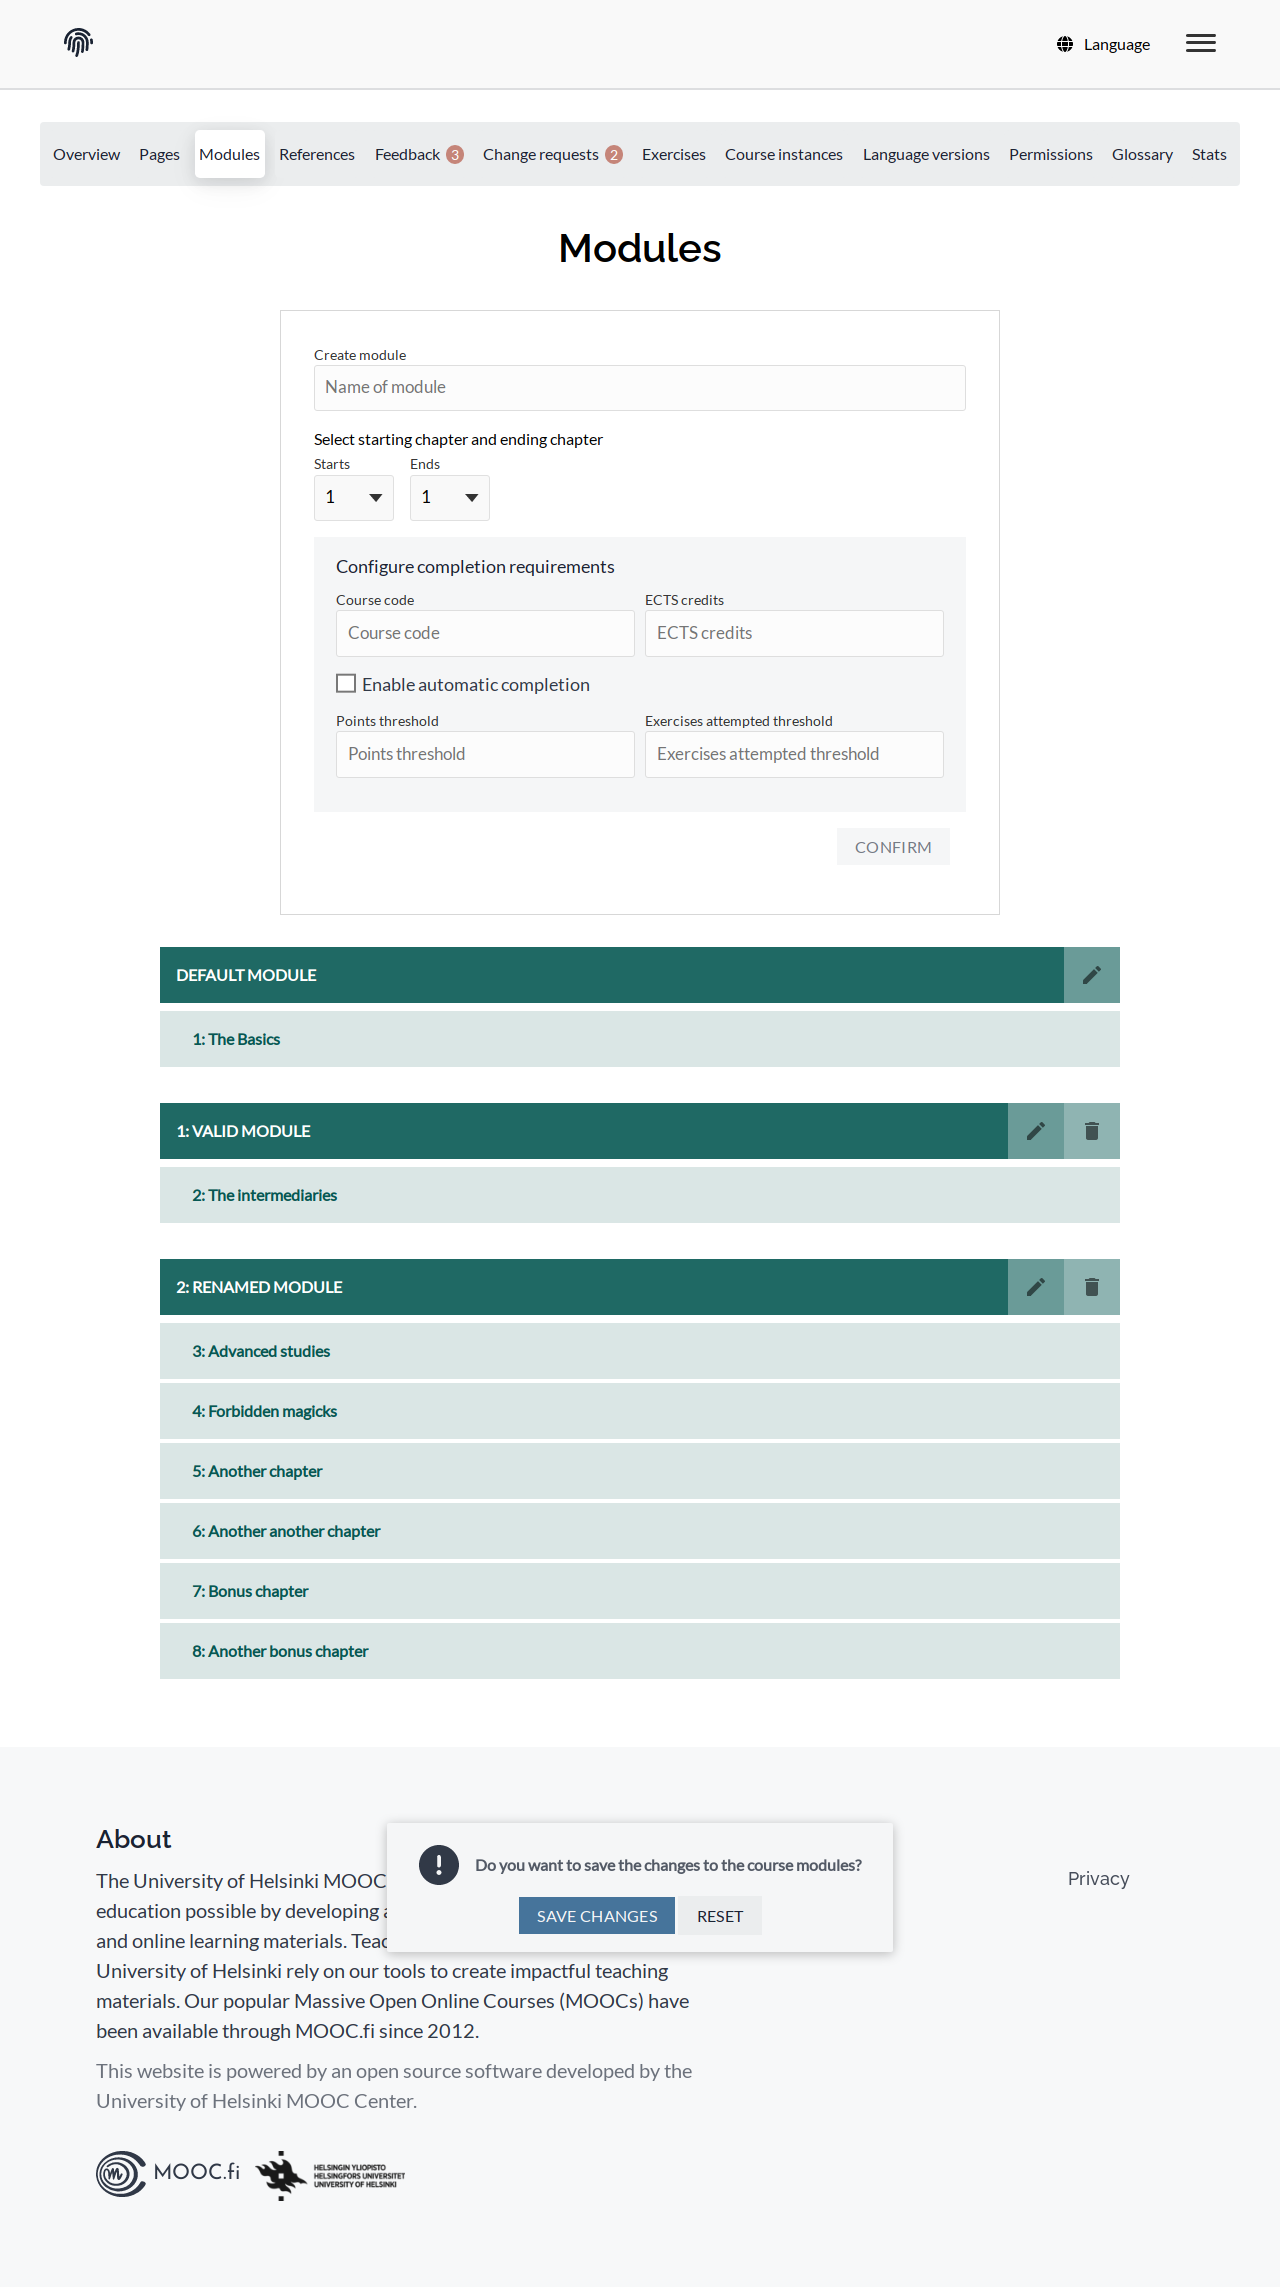 Language
Overview Pages Modules References Feedback 3 Change requests 2 Exercises Course instances Language versions Permissions Glossary Stats
Modules
Create module
Name of module
Select starting chapter and ending chapter
Starts Ends
1 1
Configure completion requirements
Course code ECTS credits
Course code ECTS credits
Enable automatic completion
Points threshold Exercises attempted threshold
Points threshold Exercises attempted threshold
CONFIRM
DEFAULT MODULE
1: The Basics
1: VALID MODULE
2: The intermediaries
2: RENAMED MODULE
3: Advanced studies
4: Forbidden magicks
5: Another chapter
6: Another another chapter
7: Bonus chapter
8: Another bonus chapter
About
The University of Helsinki MOOC
education possible by developing
and online learning materials.
University of Helsinki rely on our tools to create impactful teaching
materials. Our popular Massive Open Online Courses (MOOCs) have
been available through MOOC.fi since 2012.
This website is powered by an open source software developed by the
University of Helsinki MOOC Center.
Do you want to save the changes to the course modules?
SAVE CHANGES RESET
Privacy
MOOC.fi
HELSINGIN YLIOPISTO
HELSINGFORS UNIVERSITET
UNIVERSITY OF HELSINKI